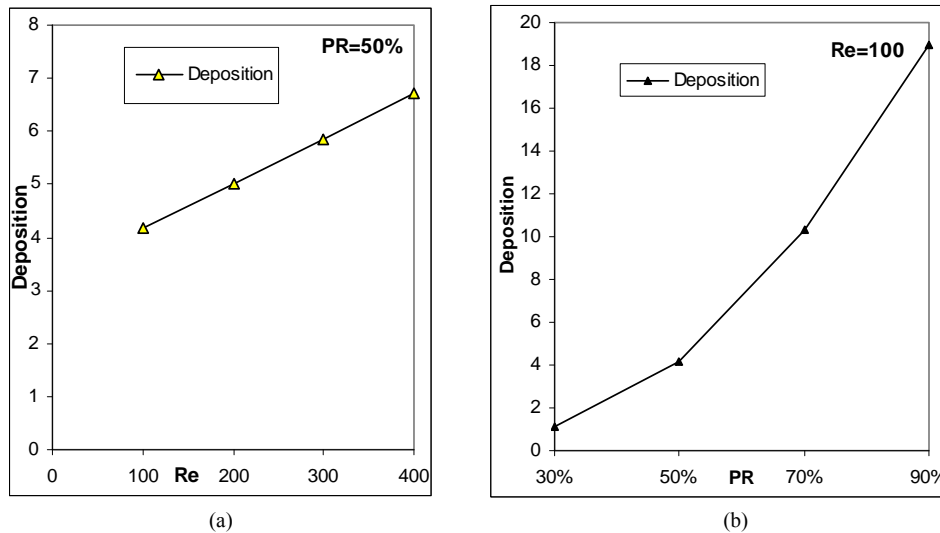 8
7
6
5
4
3
2
1
0
Deposition
PR=50%
Deposition
0 100 200 300 400
Re
(a)
20
18
16
14
12
10
8
6
4
2
0
Deposition
Re=100
Deposition
30% 50% 70% 90%
PR
(b)